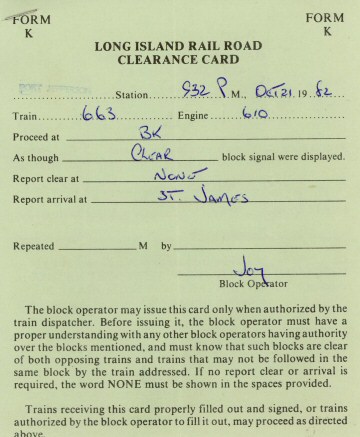 FORM FORM
K K
LONG ISLAND RAIL ROAD
CLEARANCE CARD
Station 932 P. M., Oct 21 1982
Train 663 Engine 610
Proceed at BK
As though CLEAR block signal were displayed.
Report clear at NONE
Report arrival at ST. JAMES
Repeated M by
Joy
Block Operator
The block operator may issue this card only when authorized by the
train dispatcher. Before issuing it, the block operator must have a
proper understanding with any other block operators having authority
over the blocks mentioned, and must know that such blocks are clear
of both opposing trains and trains that may not be followed in the
same block by the train addressed. If no report clear or arrival is
required, the word NONE must be shown in the spaces provided.
Trains receiving this card properly filled out and signed, or trains
authorized by the block operator to fill it out, may proceed as directed
above.